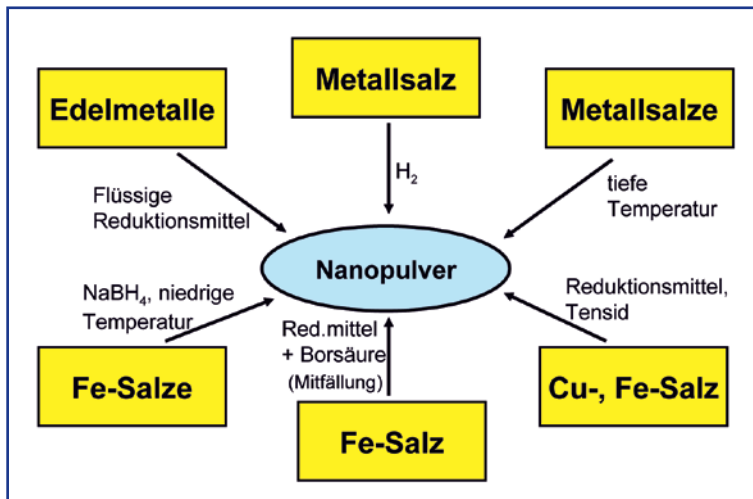 Metallsalz
Edelmetalle
Metallsalze
H₂
Flüssige
Reduktionsmittel
tiefe
Temperatur
Nanopulver
NaBH₄, niedrige
Temperatur
Red.mittel
+ Borsäure
(Mitfällung)
Reduktionsmittel,
Tensid
Fe-Salze
Fe-Salz
Cu-, Fe-Salz